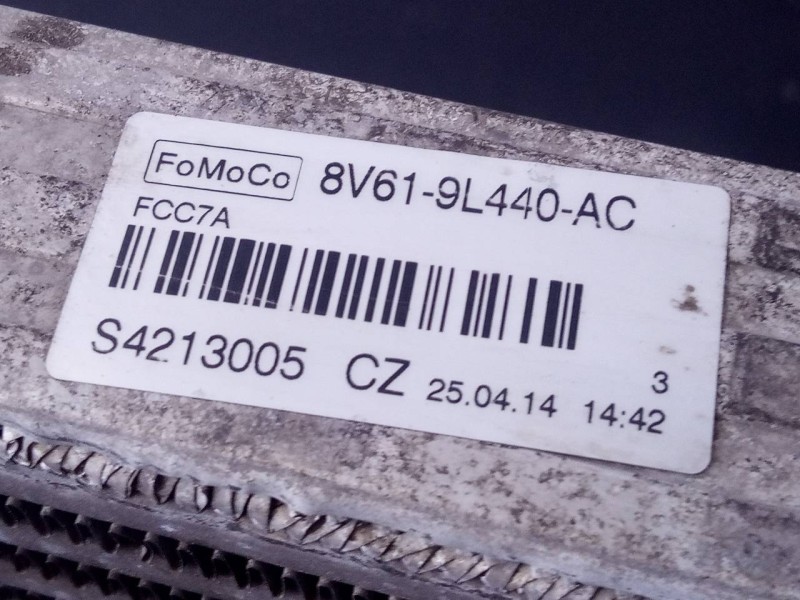 FoMoCo 8V61-9L440-AC
FCC7A
3
S4213005 CZ 25.04.14 14:42